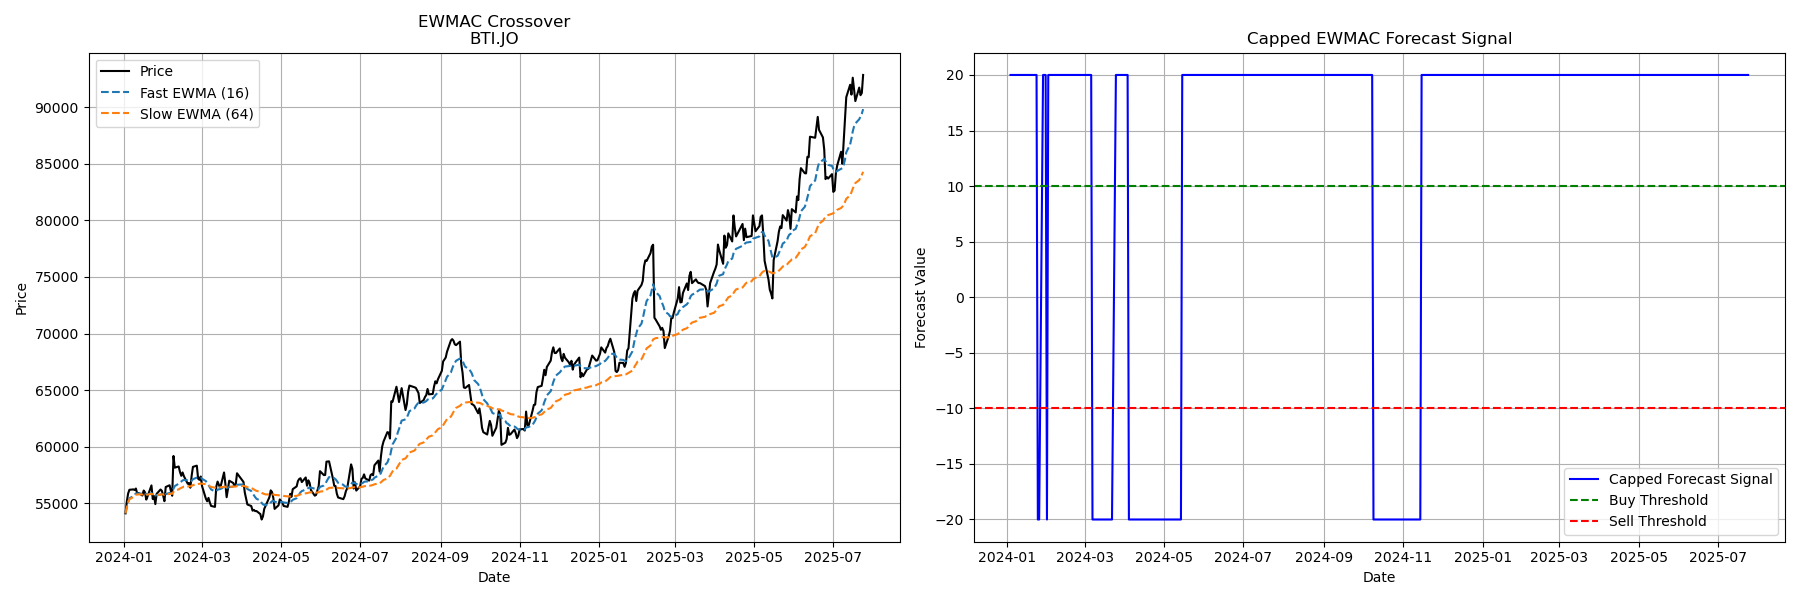 EWMAC Crossover
BTI.JO
Price
Fast EWMA (16)
Slow EWMA (64)
90000
85000
80000
75000
70000
65000
60000
55000
Price
2024-01 2024-03 2024-05 2024-07 2024-09 2024-11 2025-01 2025-03 2025-05 2025-07
Date
Capped EWMAC Forecast Signal
20
15
10
5
0
−5
−10
−15
−20
Forecast Value
Capped Forecast Signal
Buy Threshold
Sell Threshold
2024-01 2024-03 2024-05 2024-07 2024-09 2024-11 2025-01 2025-03 2025-05 2025-07
Date